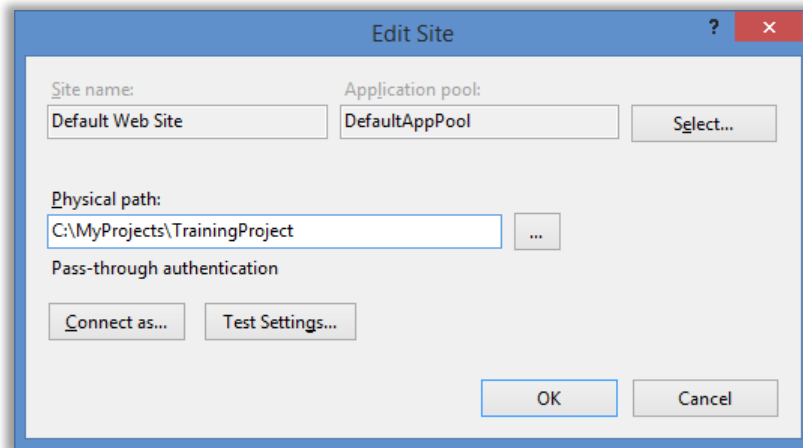 Edit Site
?
Site name:
Application pool:
Default Web Site
DefaultAppPool
Select...
Physical path:
C:\MyProjects\TrainingProject
...
Pass-through authentication
Connect as...
Test Settings...
OK
Cancel